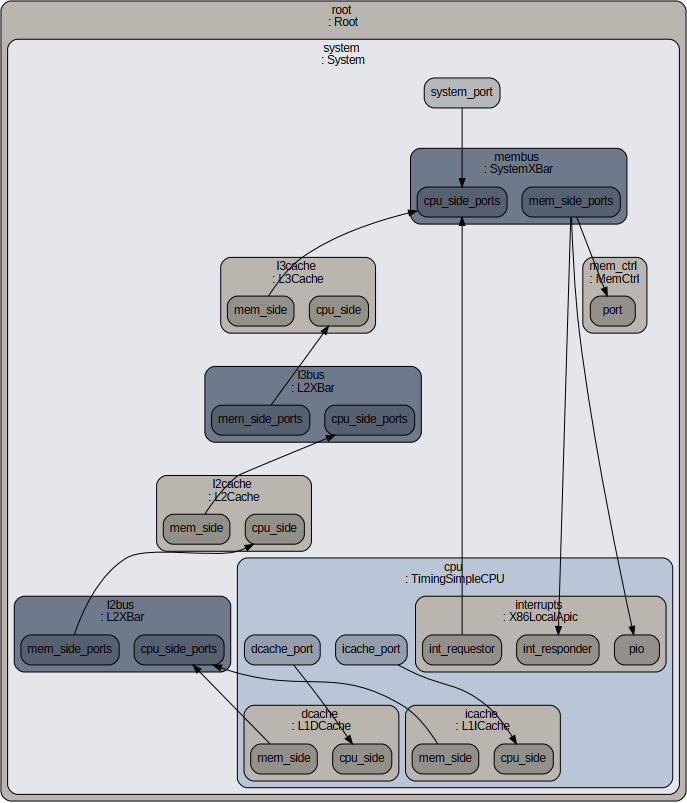 root
: Root
system
: System
system_port
membus
: SystemXBar
cpu_side_ports
mem_side_ports
l3cache
: L3Cache
mem_side
cpu_side
mem_ctrl
: MemCtrl
port
l3bus
: L2XBar
mem_side_ports
cpu_side_ports
l2cache
: L2Cache
mem_side
cpu_side
cpu
: TimingSimpleCPU
l2bus
: L2XBar
mem_side_ports
cpu_side_ports
dcache_port
icache_port
interrupts
: X86LocalApic
int_requestor
int_responder
pio
dcache
: L1DCache
mem_side
cpu_side
icache
: L1ICache
mem_side
cpu_side